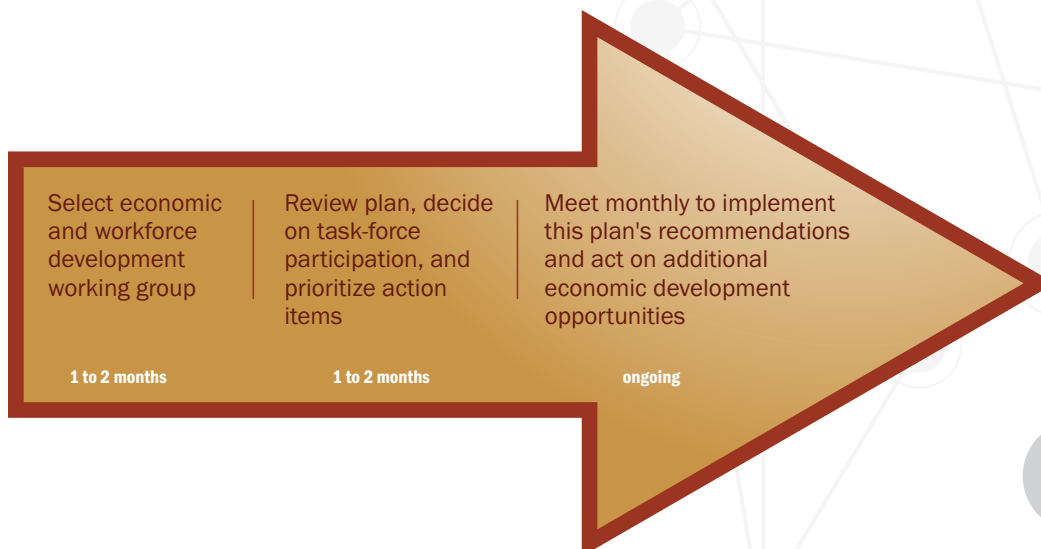 Select economic
and workforce
development
working group
1 to 2 months
Review plan, decide
on task-force
participation, and
prioritize action
items
1 to 2 months
Meet monthly to implement
this plan's recommendations
and act on additional
economic development
opportunities
ongoing